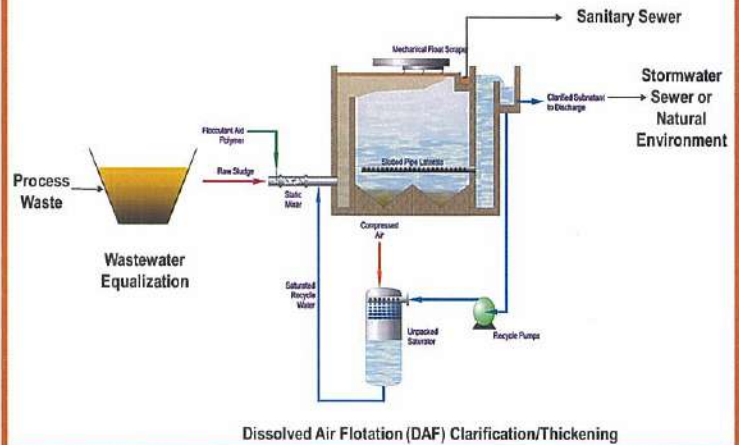 Sanitary Sewer
Mechanical Float Scraper
Stormwater
Sewer or
Natural
Environment
Clarified Subnatant
to Discharge
Flocculant Aid
Polymer
Raw Sludge
Static
Mixer
Slotted Pipe Laterals
Process
Waste
Wastewater
Equalization
Compressed
Air
Saturated
Recycle
Water
Unpacked
Saturator
Recycle Pumps
Dissolved Air Flotation (DAF) Clarification/Thickening